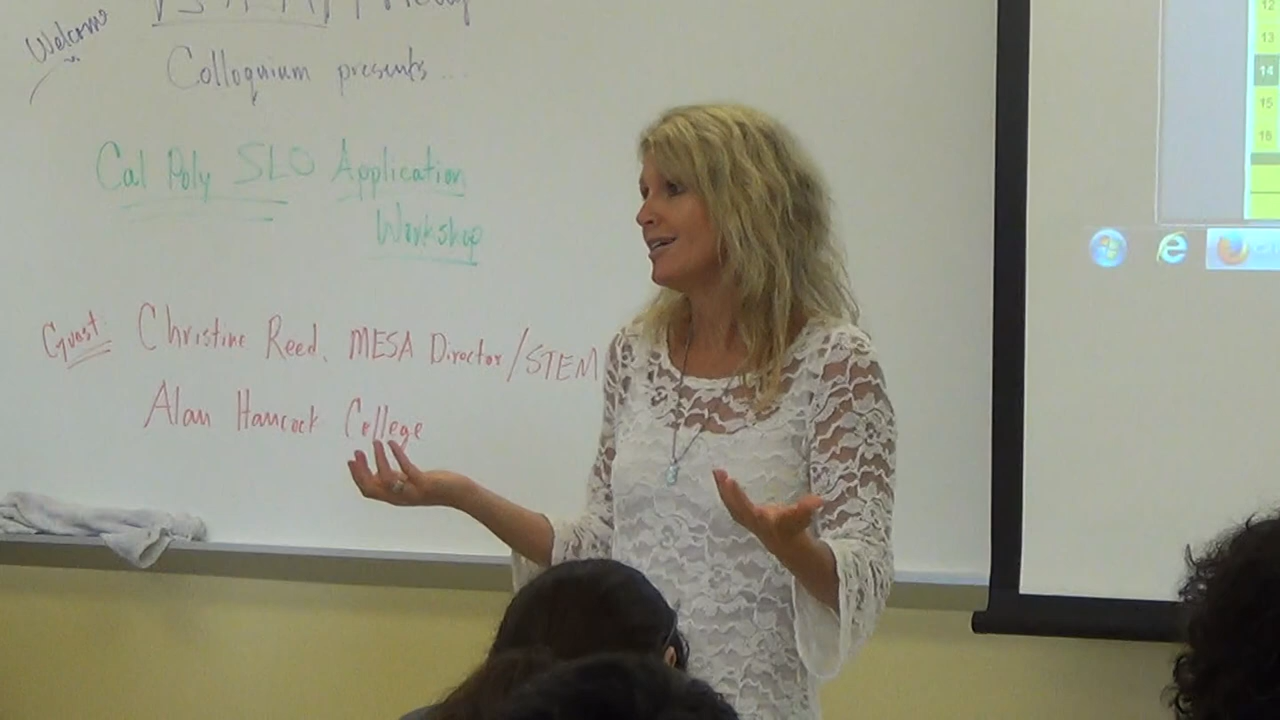 Welcome
Colloquium presents...
Cal Poly SLO Application
Workshop
Guest Christine Reed, MESA Director/STEM
Alan Hancock College
12
13
14
15
18